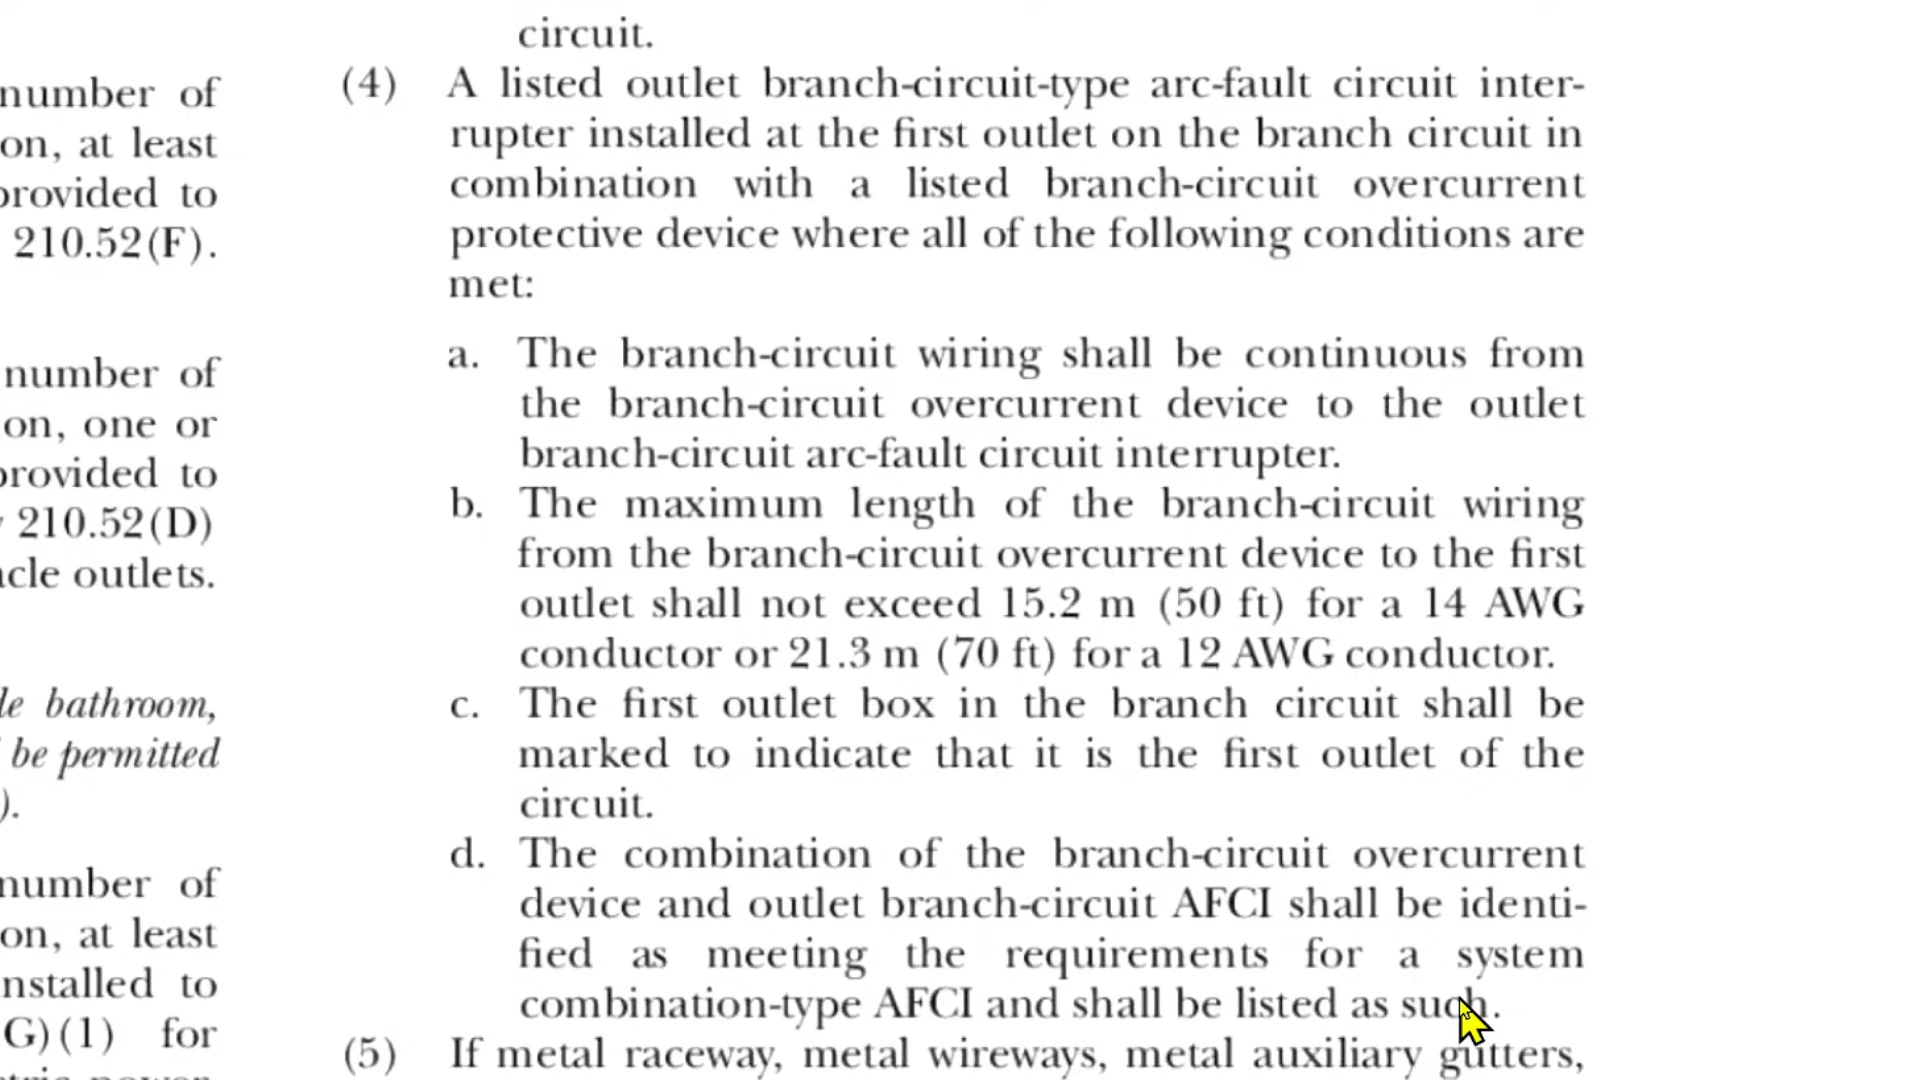 number of
on, at least
provided to
210.52(F).
number of
on, one or
provided to
210.52(D)
outlets.
bathroom,
be permitted
).
number of
on, at least
nstalled to
G)(1) for
circuit.
(4) A listed outlet branch-circuit-type arc-fault circuit inter-
rupter installed at the first outlet on the branch circuit in
combination with a listed branch-circuit overcurrent
protective device where all of the following conditions are
met:
a. The branch-circuit wiring shall be continuous from
the branch-circuit overcurrent device to the outlet
branch-circuit arc-fault circuit interrupter.
b. The maximum length of the branch-circuit wiring
from the branch-circuit overcurrent device to the first
outlet shall not exceed 15.2 m (50 ft) for a 14 AWG
conductor or 21.3 m (70 ft) for a 12 AWG conductor.
c. The first outlet box in the branch circuit shall be
marked to indicate that it is the first outlet of the
circuit.
d. The combination of the branch-circuit overcurrent
device and outlet branch-circuit AFCI shall be identi-
fied as meeting the requirements for a system
combination-type AFCI and shall be listed as such.
(5) If metal raceway, metal wireways, metal auxiliary gutters,